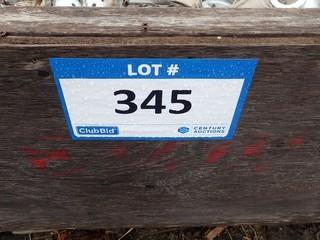 LOT #
345
ClubBid
CENTURY
AUCTIONS